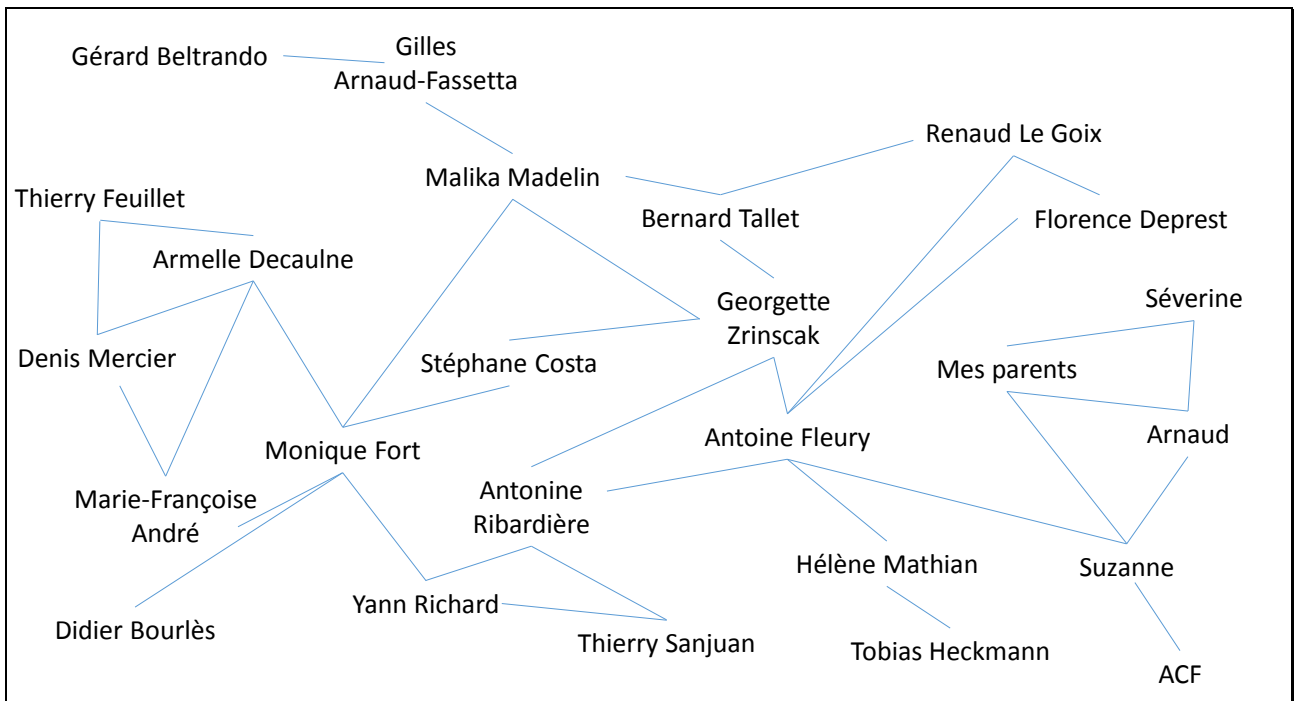 Gérard Beltrando
Gilles
Arnaud-Fassetta
Renaud Le Goix
Malika Madelin
Thierry Feuillet
Bernard Tallet
Florence Deprest
Armelle Decaulne
Georgette
Zrinscak
Séverine
Denis Mercier
Stéphane Costa
Mes parents
Monique Fort
Antoine Fleury
Arnaud
Marie-Françoise
André
Antonine
Ribardière
Hélène Mathian
Suzanne
Yann Richard
Didier Bourlès
Thierry Sanjuan
Tobias Heckmann
ACF